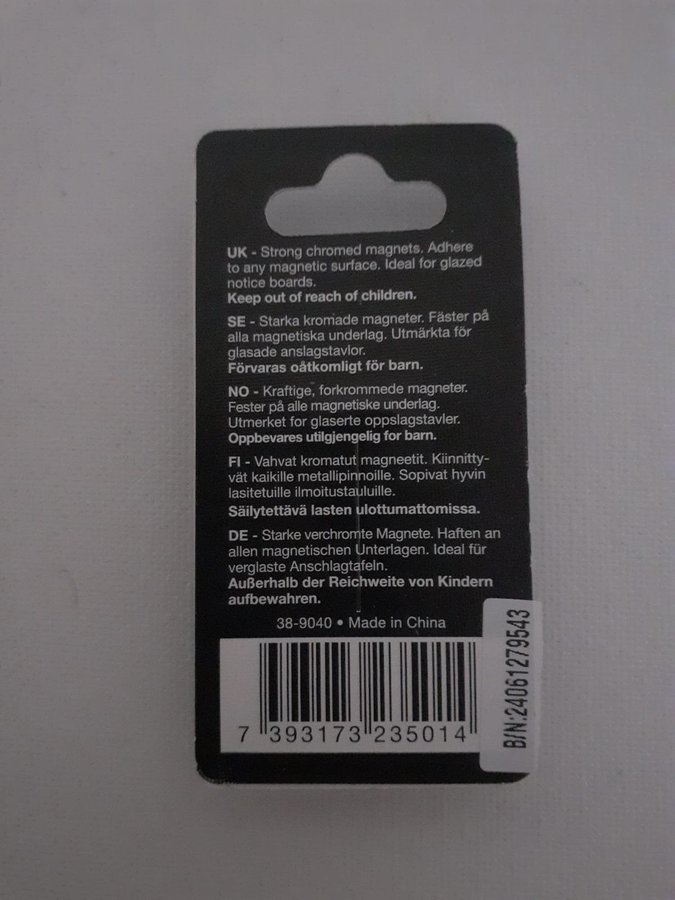 UK - Strong chromed magnets. Adhere
to any magnetic surface. Ideal for glazed
notice boards.
Keep out of reach of children.
SE - Starka kromade magneter. Fäster på
alla magnetiska underlag. Utmärkta för
glasade anslagstavlor.
Förvaras oåtkomligt för barn.
NO - Kraftige, forkrommede magneter.
Fester på alle magnetiske underlag.
Utmerket for glaserte oppslagstavler.
Oppbevares utilgjengelig for barn.
FI - Vahvat kromatut magneetit. Kiinnitty-
vät kaikille metallipinnoille. Sopivat hyvin
lasitetuille ilmoitustauluille.
Säilytettävä lasten ulottumattomissa.
DE - Starke verchromte Magnete. Haften an
allen magnetischen Unterlagen. Ideal für
verglaste Anschlagtafeln.
Außerhalb der Reichweite von Kindern
aufbewahren.
38-9040 • Made in China
7 393173 235014
B/N:24061279543